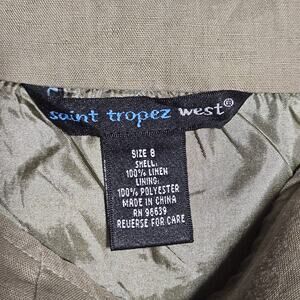 saint tropez west®
SIZE 8
SHELL:
100% LINEN
LINING:
100% POLYESTER
MADE IN CHINA
RN 96639
REVERSE FOR CARE